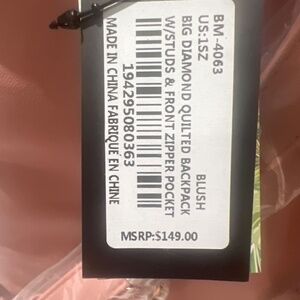 BM-4063
US:1SZ BLUSH
BIG DIAMOND QUILTED BACKPACK
W/STUDS & FRONT ZIPPER POCKET
194295080363
MADE IN CHINA FABRIQUÉ EN CHINE
MSRP:$149.00